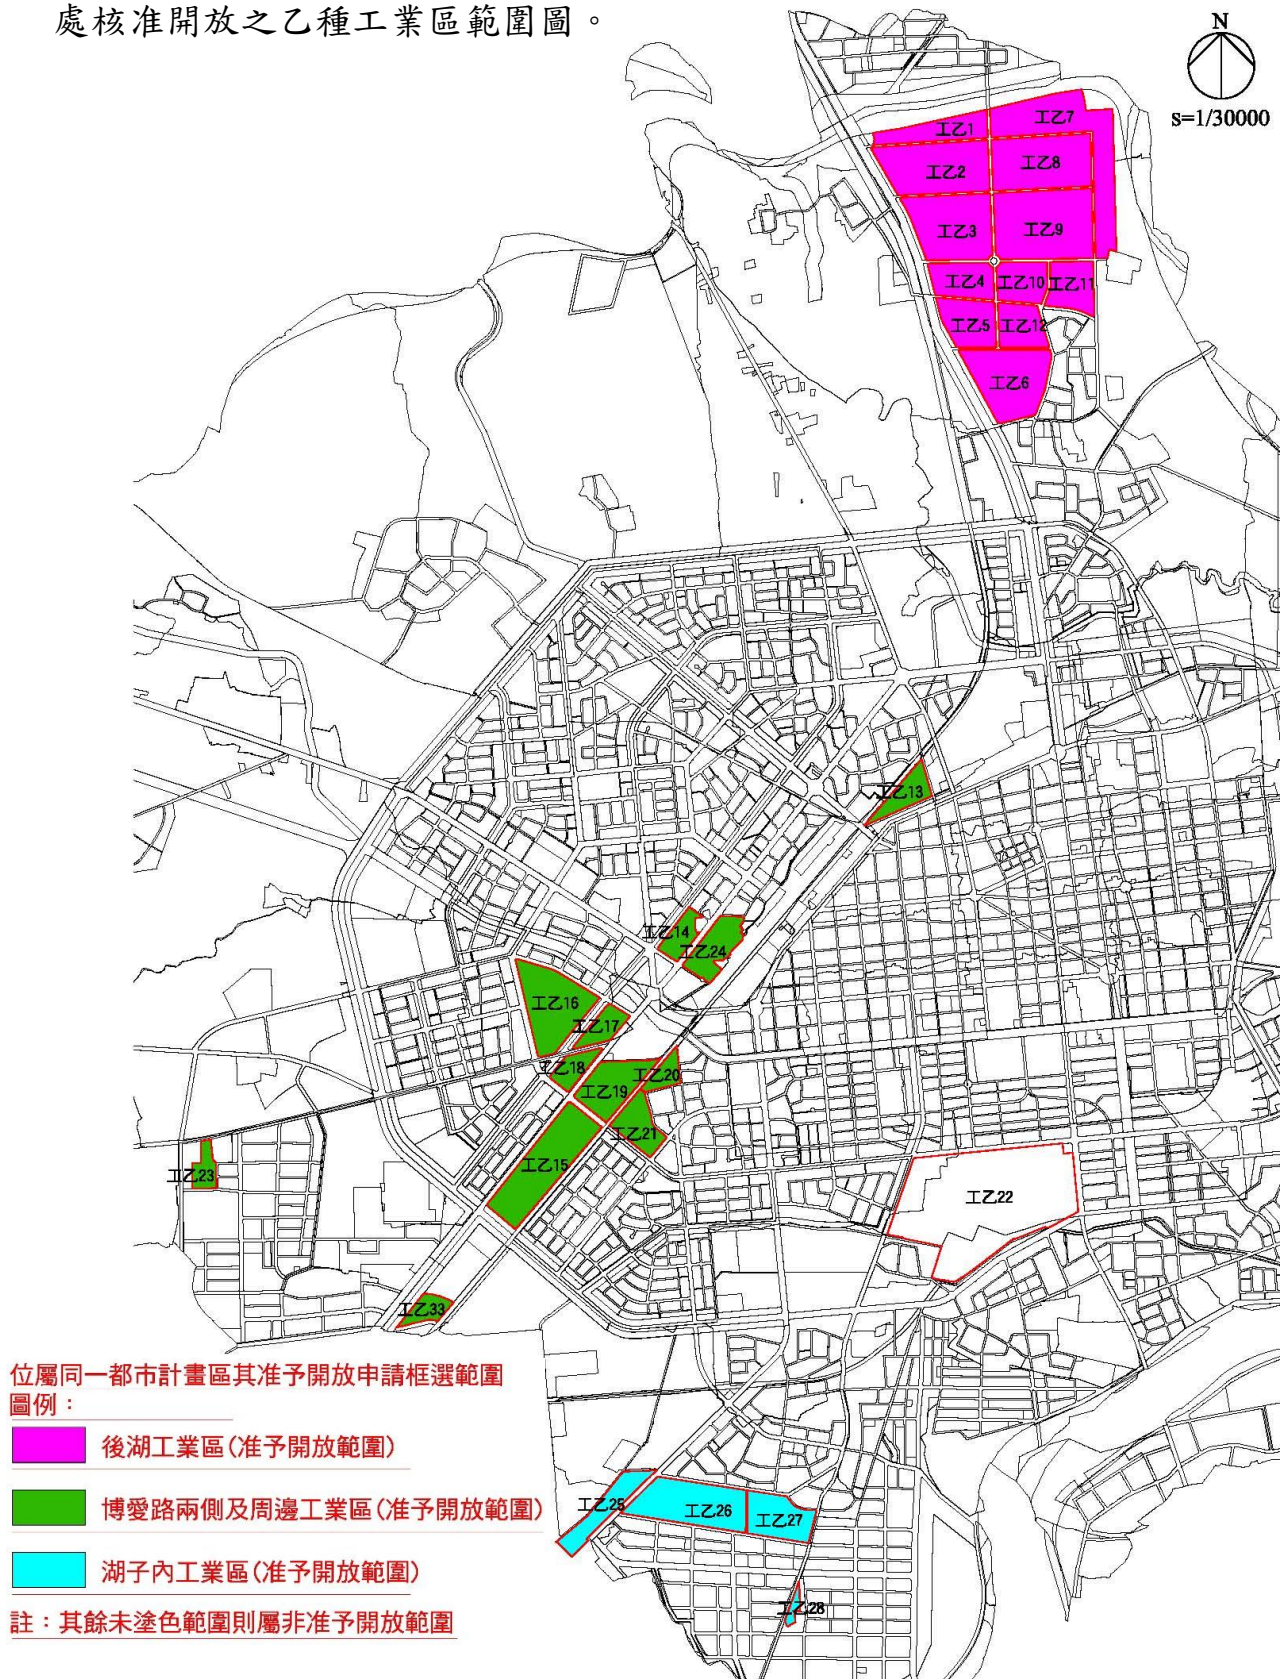 處核准開放之乙種工業區範圍圖。
N
s=1/30000
工乙7
工乙1
工乙8
工乙2
工乙3
工乙9
工乙4
工乙10
工乙11
工乙5
工乙12
工乙6
工乙13
工乙14
工乙24
工乙16
工乙17
工乙18
工乙20
工乙19
工乙21
工乙15
工乙23
工乙22
工乙33
位屬同一都市計畫區其准予開放申請框選範圍
圖例：
後湖工業區(准予開放範圍)
博愛路兩側及周邊工業區(准予開放範圍)
湖子內工業區(准予開放範圍)
註：其餘未塗色範圍則屬非准予開放範圍
工乙25
工乙26
工乙27
工乙28